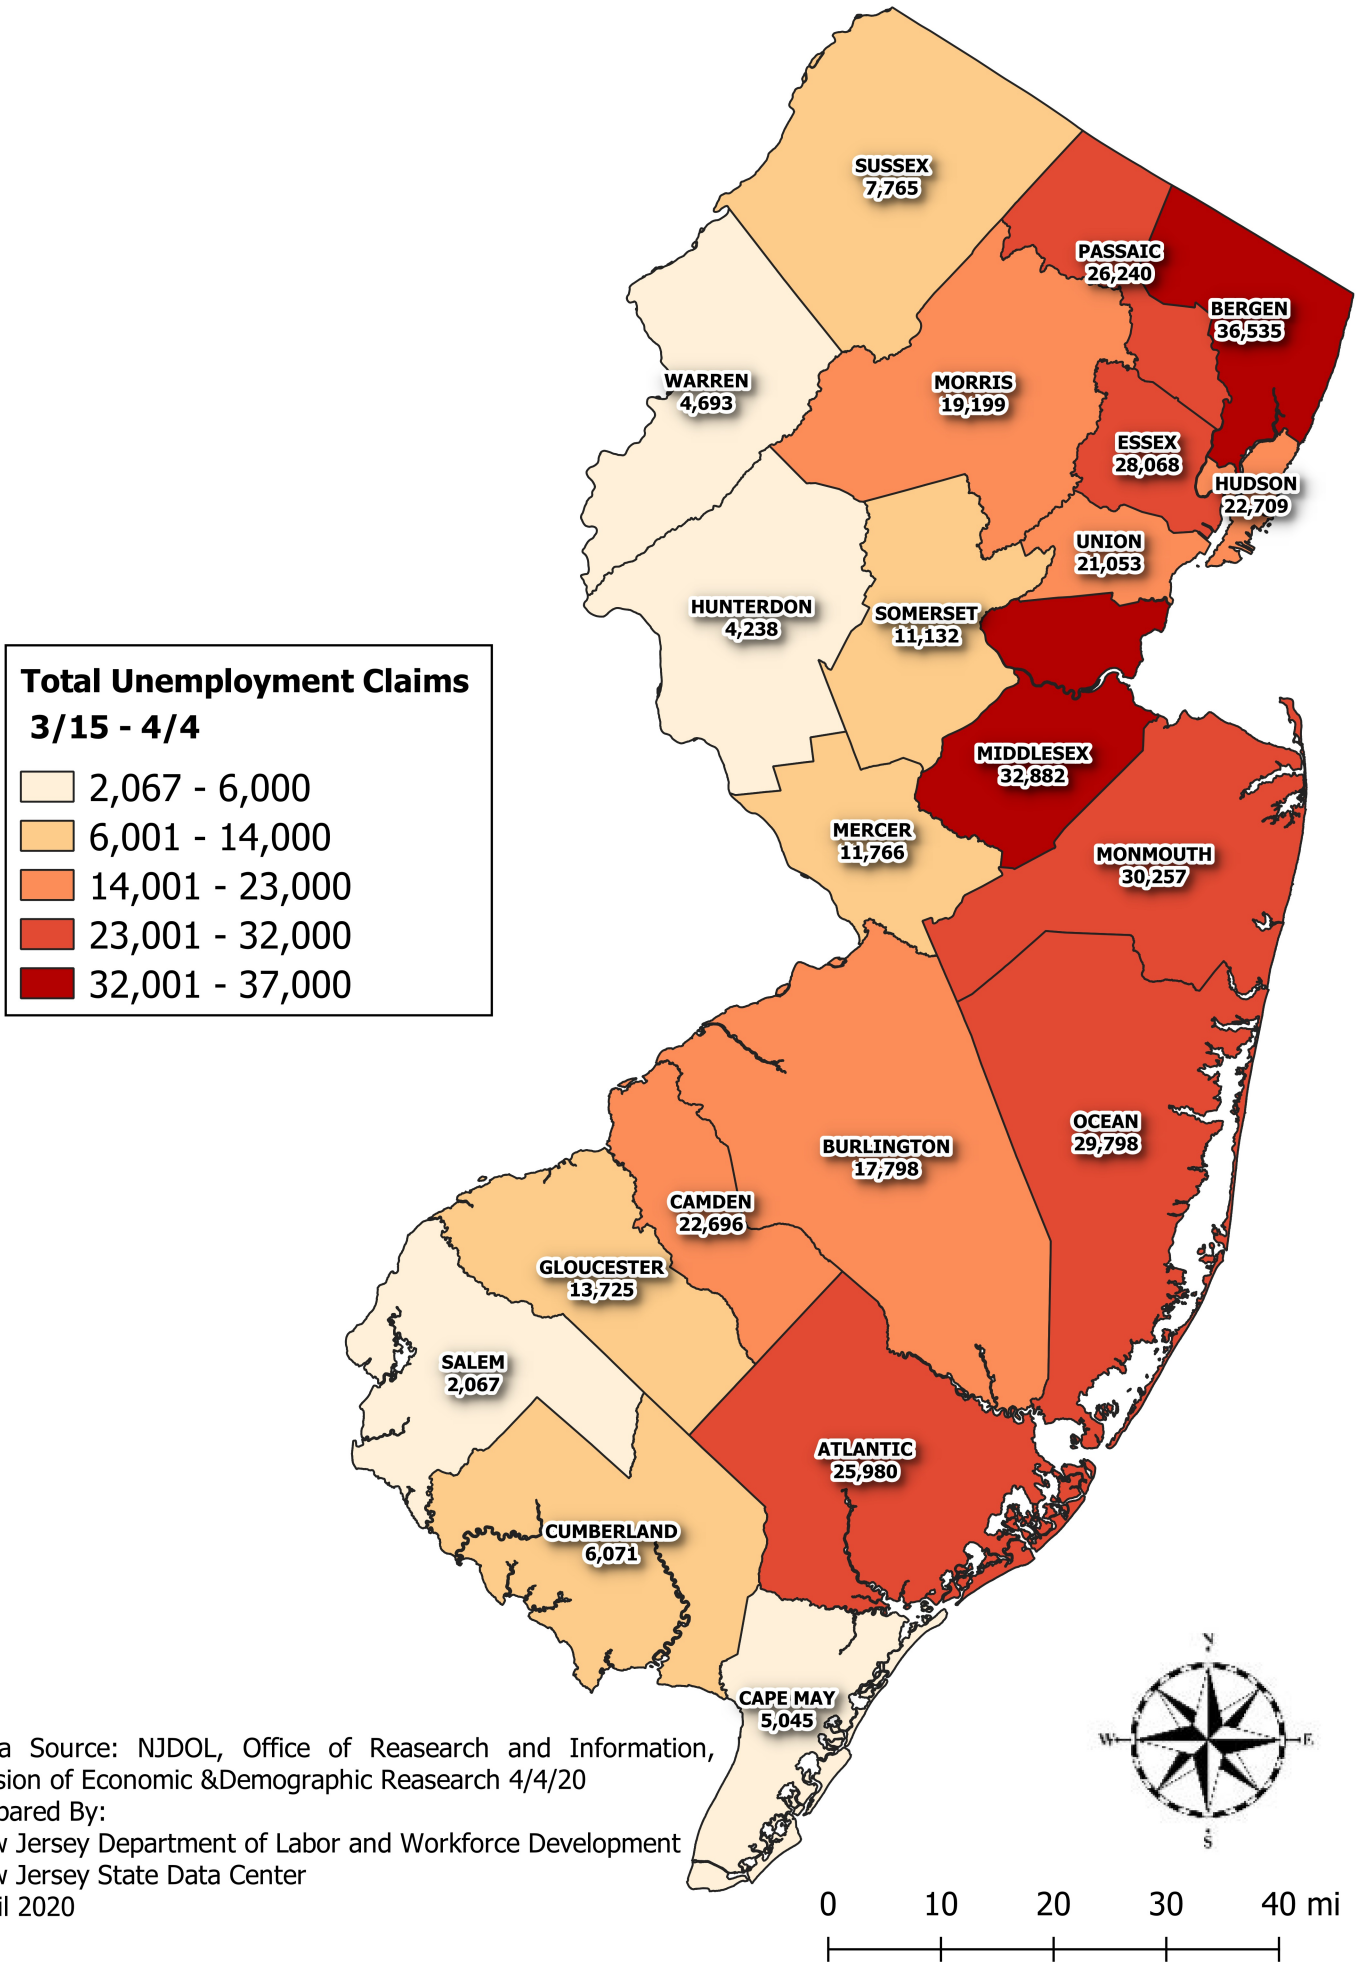 SUSSEX
7,765
PASSAIC
26,240
BERGEN
36,535
WARREN
4,693
MORRIS
19,199
ESSEX
28,068
HUDSON
22,709
UNION
21,053
HUNTERDON
4,238
SOMERSET
11,132
Total Unemployment Claims
3/15 - 4/4
2,067 - 6,000
6,001 - 14,000
14,001 - 23,000
23,001 - 32,000
32,001 - 37,000
MIDDLESEX
32,882
MERCER
11,766
MONMOUTH
30,257
OCEAN
29,798
BURLINGTON
17,798
CAMDEN
22,696
GLOUCESTER
13,725
SALEM
2,067
ATLANTIC
25,980
CUMBERLAND
6,071
CAPE MAY
5,045
N
W
E
S
a Source: NJDOL, Office of Reasearch and Information,
sion of Economic &Demographic Reasearch 4/4/20
pared By:
w Jersey Department of Labor and Workforce Development
w Jersey State Data Center
il 2020
0 10 20 30 40 mi